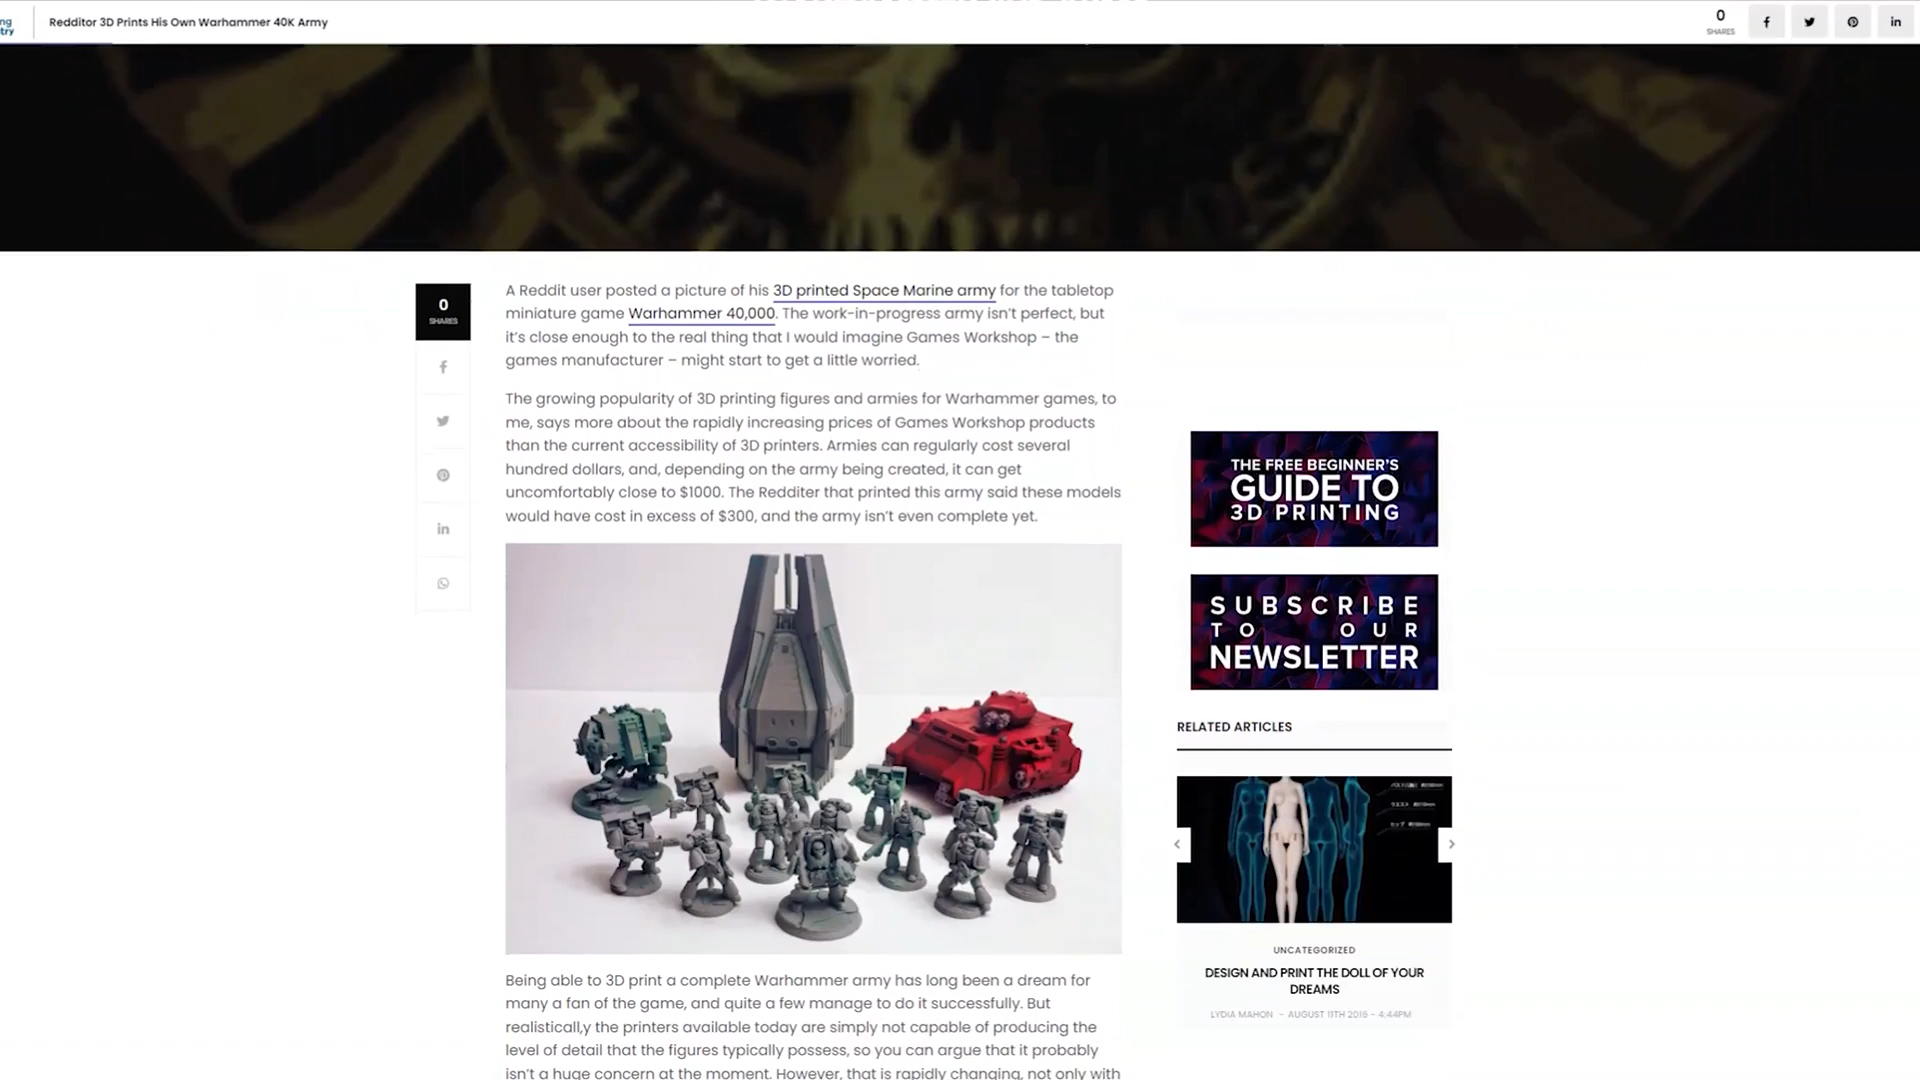 ng
try
Redditor 3D Prints His Own Warhammer 40K Army
0
SHARES
0
SHARES
A Reddit user posted a picture of his 3D printed Space Marine army for the tabletop
miniature game Warhammer 40,000. The work-in-progress army isn't perfect, but
it's close enough to the real thing that I would imagine Games Workshop – the
games manufacturer – might start to get a little worried.
The growing popularity of 3D printing figures and armies for Warhammer games, to
me, says more about the rapidly increasing prices of Games Workshop products
than the current accessibility of 3D printers. Armies can regularly cost several
hundred dollars, and, depending on the army being created, it can get
uncomfortably close to $1000. The Redditer that printed this army said these models
would have cost in excess of $300, and the army isn't even complete yet.
Being able to 3D print a complete Warhammer army has long been a dream for
many a fan of the game, and quite a few manage to do it successfully. But
realistically,y the printers available today are simply not capable of producing the
level of detail that the figures typically possess, so you can argue that it probably
isn't a huge concern at the moment. However, that is rapidly changing, not only with
THE FREE BEGINNER'S
GUIDE TO
3D PRINTING
SUBSCRIBE
TO OUR
NEWSLETTER
RELATED ARTICLES
UNCATEGORIZED
DESIGN AND PRINT THE DOLL OF YOUR
DREAMS
LYDIA MAHON – AUGUST 11TH 2016 – 4:44PM